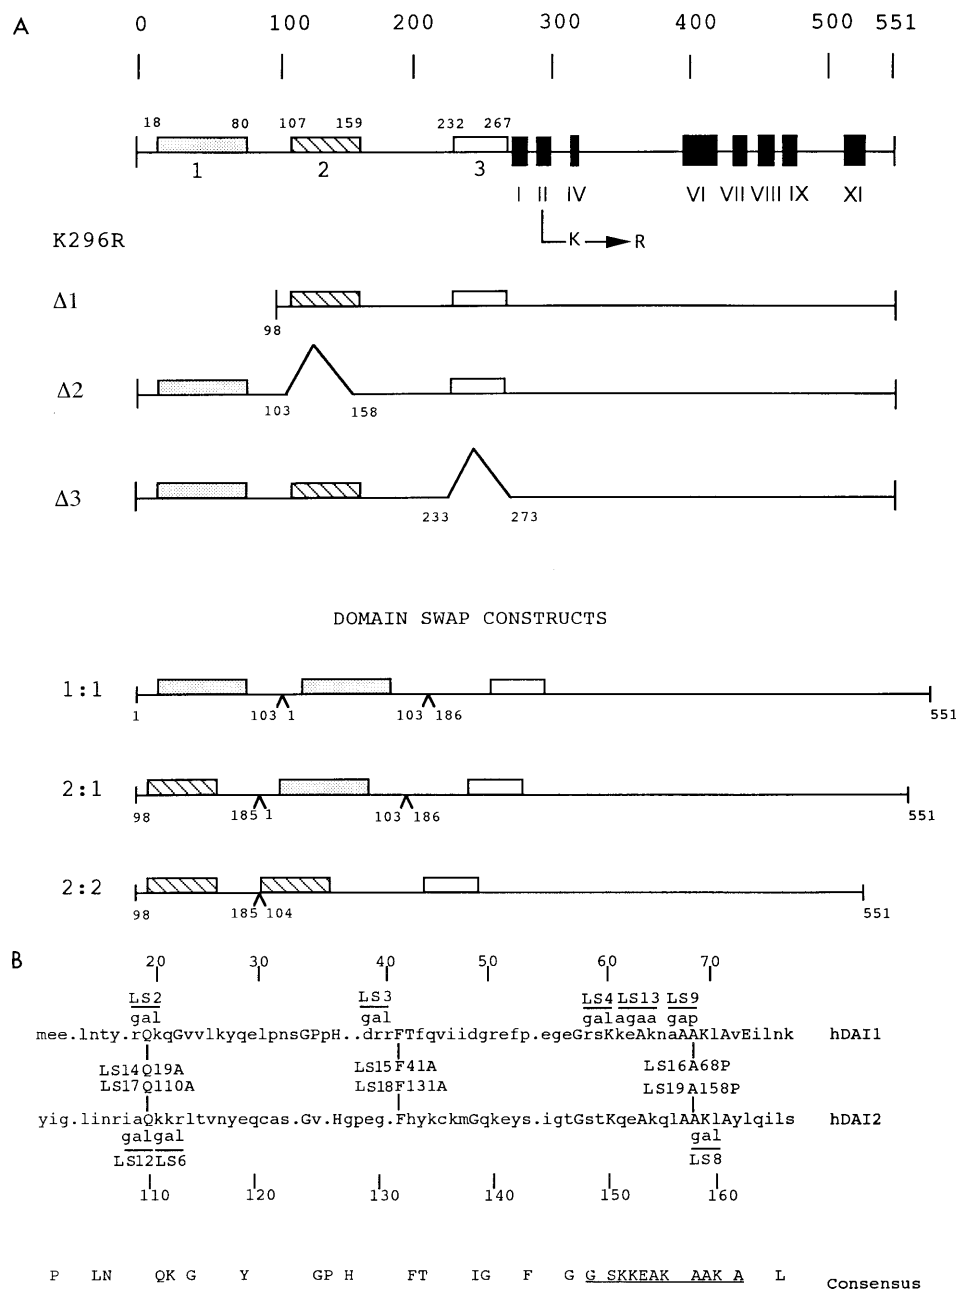 A
0 100 200 300 400 500 551
18 80 107 159 232 267
1 2 3
I II IV VI VII VIII IX XI
K296R
K R
Δ1
98
Δ2
103 158
Δ3
233 273
DOMAIN SWAP CONSTRUCTS
1:1
1 103 1 103 186 551
2:1
98 185 1 103 186 551
2:2
98 185 104 551
B
20 30 40 50 60 70
LS2 LS3 LS4 LS13 LS9
gal gal gal agaa gap
mee.lnty.rQkqGvvlkyqelpnsGPpH..drrFTfqviidgrefp.egeGrsKkeAknaAAKlAvEilnk hDAI1
LS14Q19A LS15F41A LS16A68P
LS17Q110A LS18F131A LS19A158P
yig.linriaQkkrltvnyeqcas.Gv.Hgpeg.FhykckmGqkeys.igtGstKqeAkqlAAKlAylqils hDAI2
gal gal gal
LS12 LS6 LS8
110 120 130 140 150 160
P LN QK G Y GP H FT IG F G G SKKEAK AAK A L Consensus